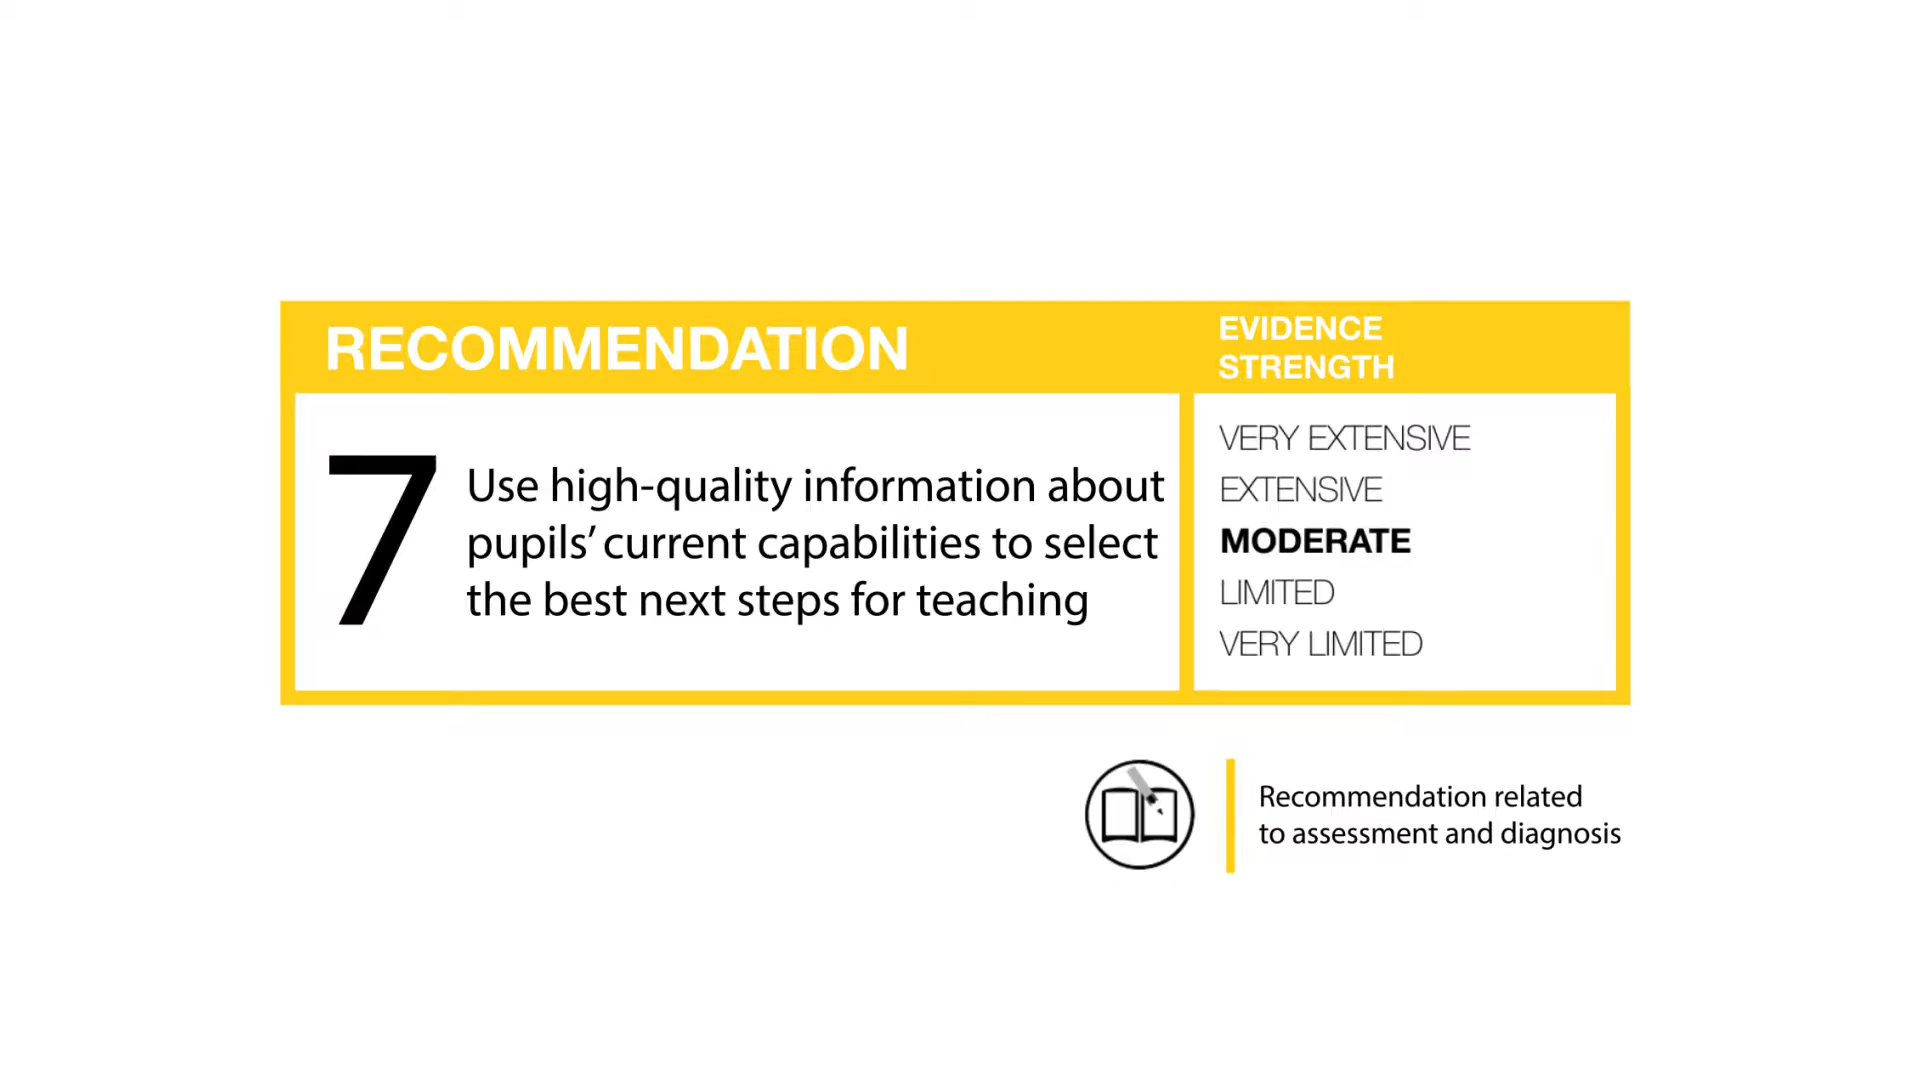 RECOMMENDATION
7
Use high-quality information about
pupils’ current capabilities to select
the best next steps for teaching
EVIDENCE
STRENGTH
VERY EXTENSIVE
EXTENSIVE
MODERATE
LIMITED
VERY LIMITED
Recommendation related
to assessment and diagnosis